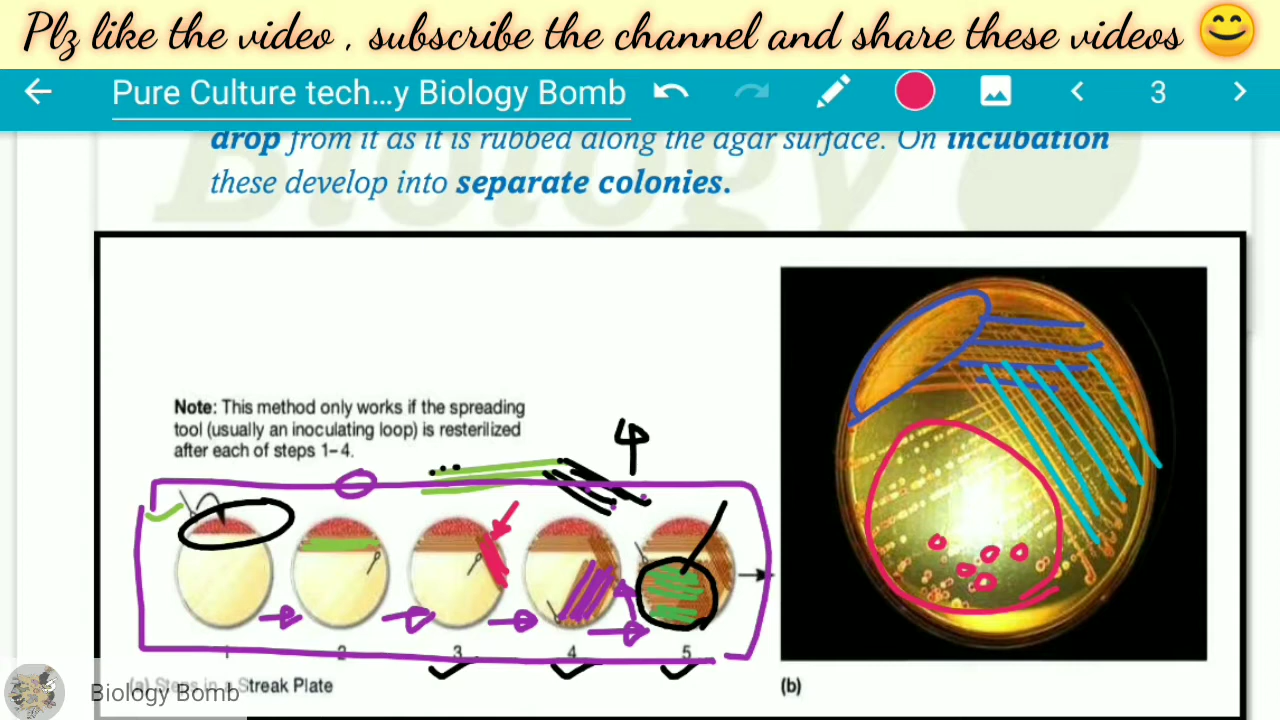 Plz like the video , subscribe the channel and share these videos 😊
Pure Culture tech...y Biology Bomb
3
drop from it as it is rubbed along the agar surface. On incubation
these develop into separate colonies.
Note: This method only works if the spreading
tool (usually an inoculating loop) is resterilized
after each of steps 1–4.
4
1 2 3 4 5
(a) Steps in a Streak Plate
(b)
Biology Bomb